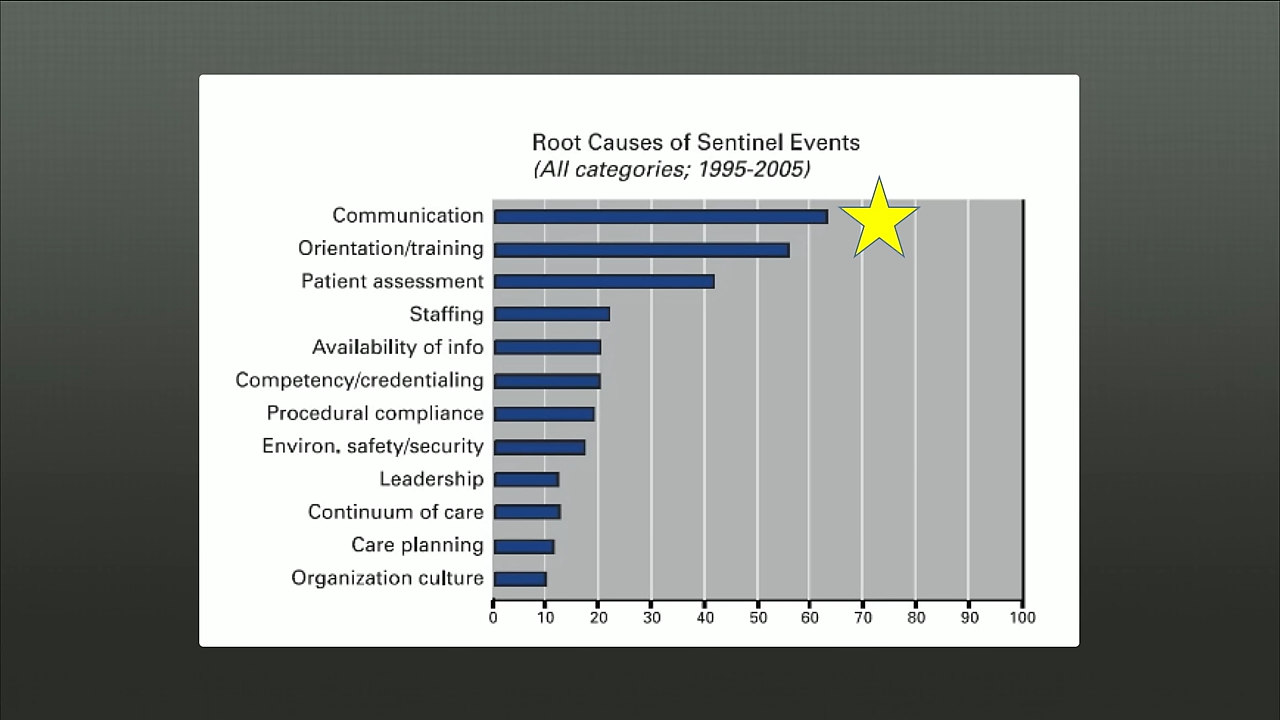 Root Causes of Sentinel Events
(All categories; 1995-2005)
Communication
Orientation/training
Patient assessment
Staffing
Availability of info
Competency/credentialing
Procedural compliance
Environ. safety/security
Leadership
Continuum of care
Care planning
Organization culture
0 10 20 30 40 50 60 70 80 90 100